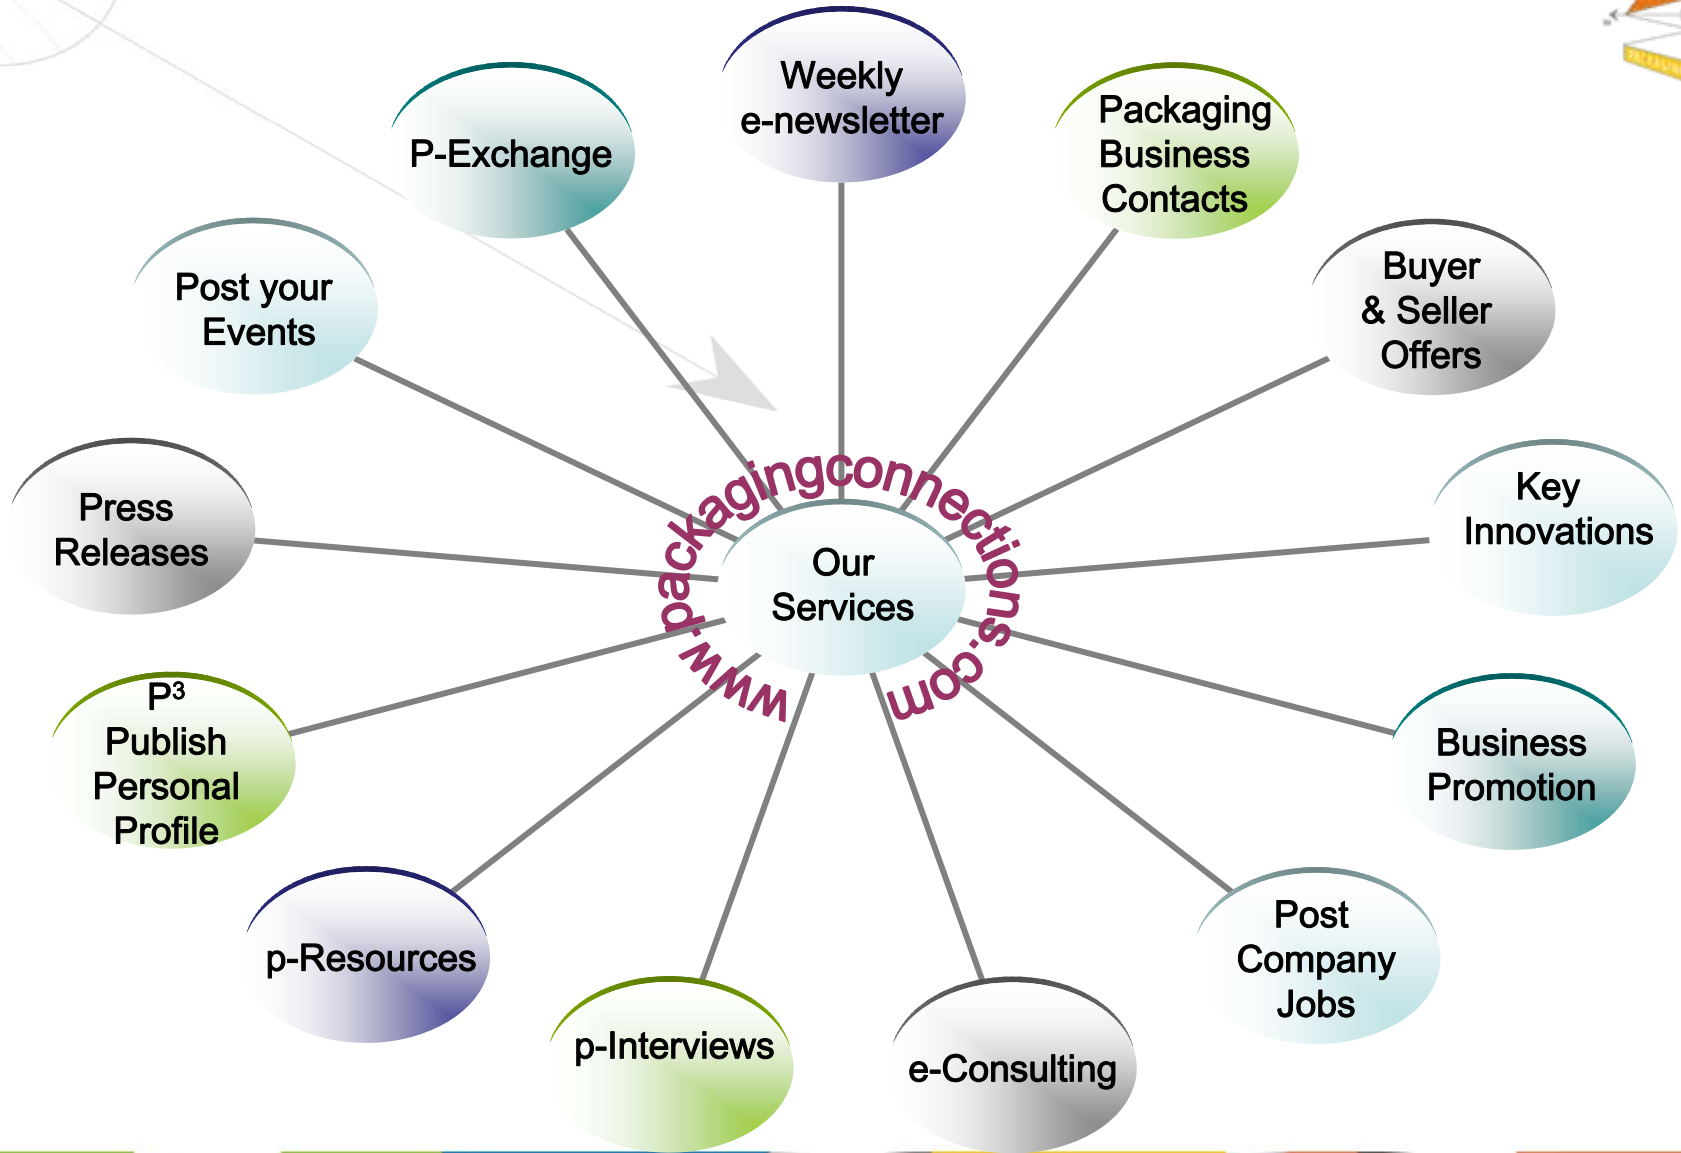 Weekly
e-newsletter
Packaging
Business
Contacts
Buyer
& Seller
Offers
Key
Innovations
Business
Promotion
Post
Company
Jobs
e-Consulting
p-Interviews
p-Resources
P³
Publish
Personal
Profile
Press
Releases
Post your
Events
P-Exchange
www.packagingconnections.com
Our
Services